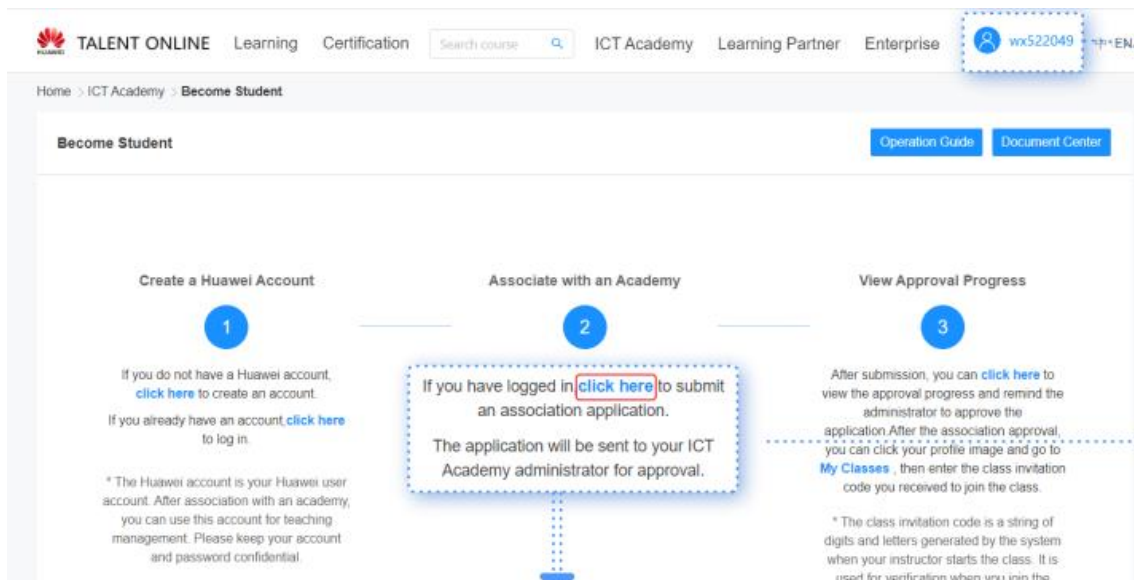 HUAWEI
TALENT ONLINE Learning Certification Search course ICT Academy Learning Partner Enterprise wx522049 中 EN
Home > ICT Academy > Become Student
Become Student
Operation Guide Document Center
Create a Huawei Account
1
If you do not have a Huawei account,
click here to create an account.
If you already have an account,click here
to log in.
* The Huawei account is your Huawei user
account. After association with an academy,
you can use this account for teaching
management. Please keep your account
and password confidential.
Associate with an Academy
2
If you have logged in,click here to submit
an association application.
The application will be sent to your ICT
Academy administrator for approval.
View Approval Progress
3
After submission, you can click here to
view the approval progress and remind the
administrator to approve the
application.After the association approval,
you can click your profile image and go to
My Classes , then enter the class invitation
code you received to join the class.
* The class invitation code is a string of
digits and letters generated by the system
when your instructor starts the class. It is
used for verification when you join the